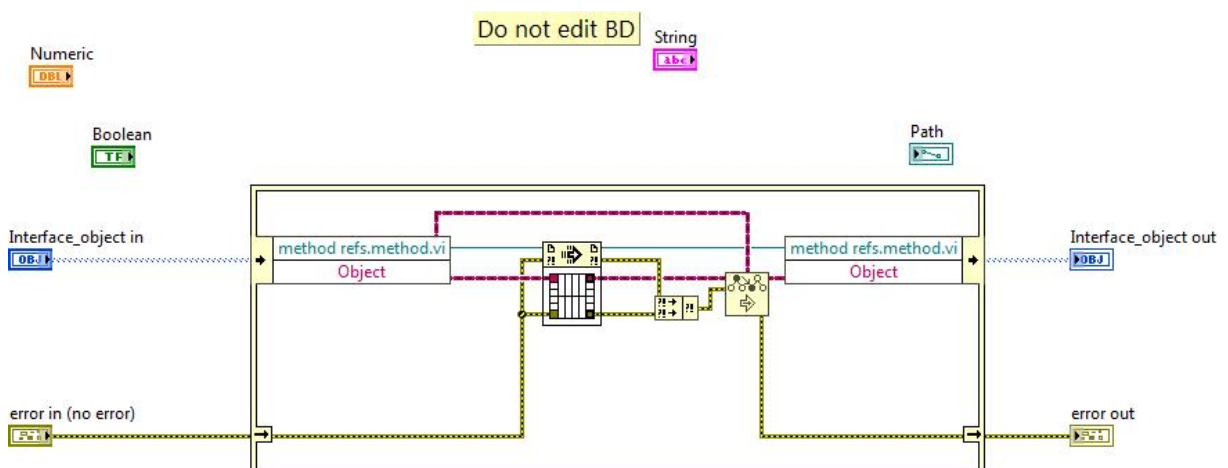 Do not edit BD
String
abc
Numeric
DBL
Boolean
TF
Path
Interface_object in
OBJ
method refs.method.vi
Object
method refs.method.vi
Object
Interface_object out
OBJ
error in (no error)
error out